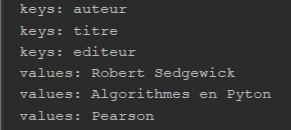 keys: auteur
keys: titre
keys: editeur
values: Robert Sedgewick
values: Algorithmes en Pyton
values: Pearson